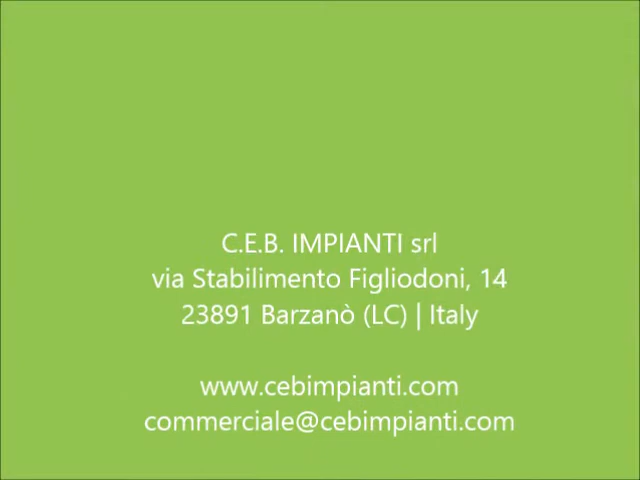 C.E.B. IMPIANTI srl
via Stabilimento Figliodoni, 14
23891 Barzanò (LC) | Italy
www.cebimpianti.com
commerciale@cebimpianti.com